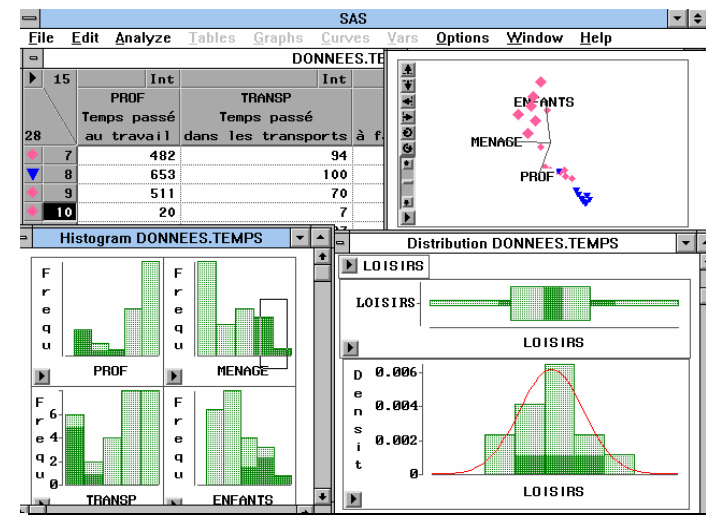 SAS
File Edit Analyze Tables Graphs Curves Vars Options Window Help
DONNEES.TE
15 Int Int
PROF TRANSP
Temps passé Temps passé
28 au travail dans les transports à f
7 482 94
8 653 100
9 511 70
10 20 7
ENFANTS
MENAGE
PROF
Histogram DONNEES.TEMPS
Frequ
PROF
Frequ
MENAGE
Frequ
6
4
2
0
TRANSP
Frequ
ENFANTS
Distribution DONNEES.TEMPS
LOISIRS
LOISIRS
LOISIRS
Densit
0.006
0.004
0.002
0
LOISIRS